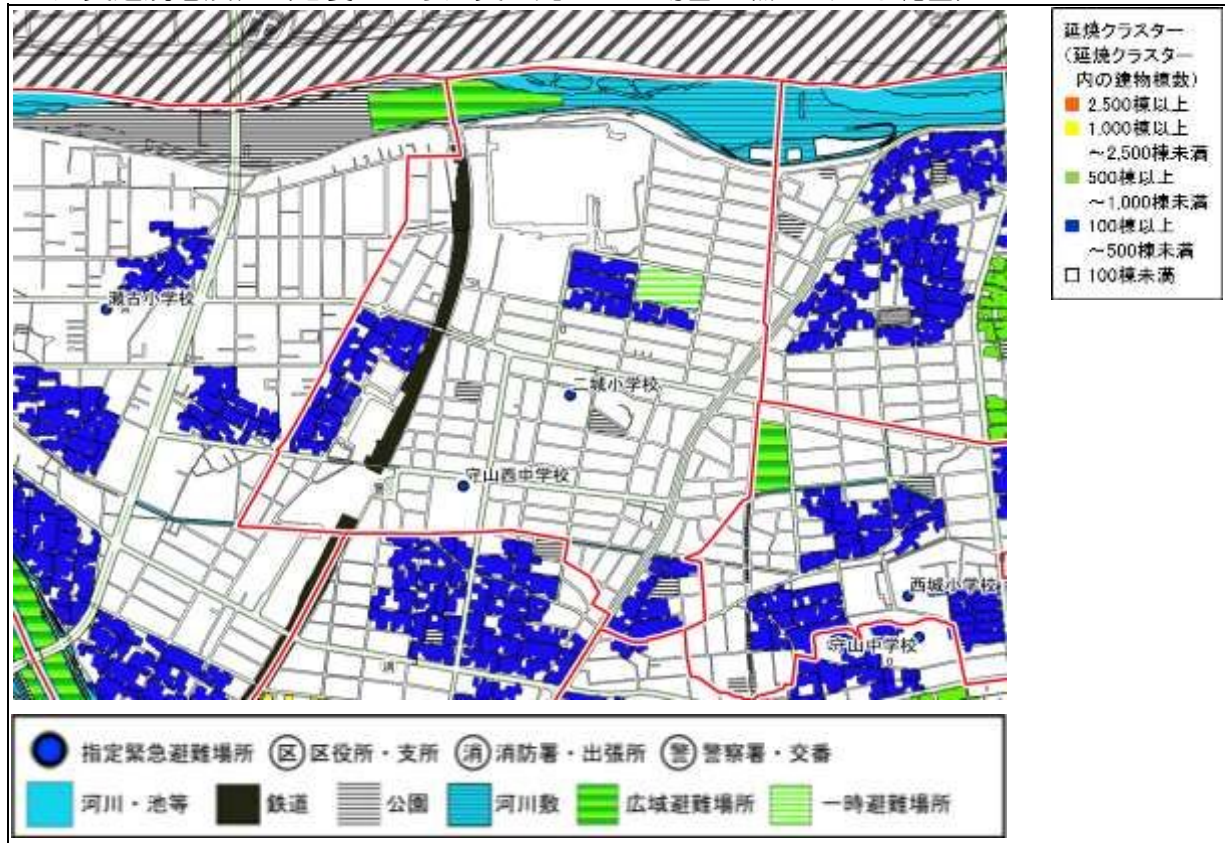 延焼クラスター
(延焼クラスター
内の建物棟数)
2,500棟以上
1,000棟以上
～2,500棟未満
500棟以上
～1,000棟未満
100棟以上
～500棟未満
100棟未満
瀬古小学校
二城小学校
守山西中学校
西城小学校
守山中学校
消
指定緊急避難場所 区 区役所・支所 消 消防署・出張所 警 警察署・交番
河川・池等 鉄道 公園 河川敷 広域避難場所 一時避難場所